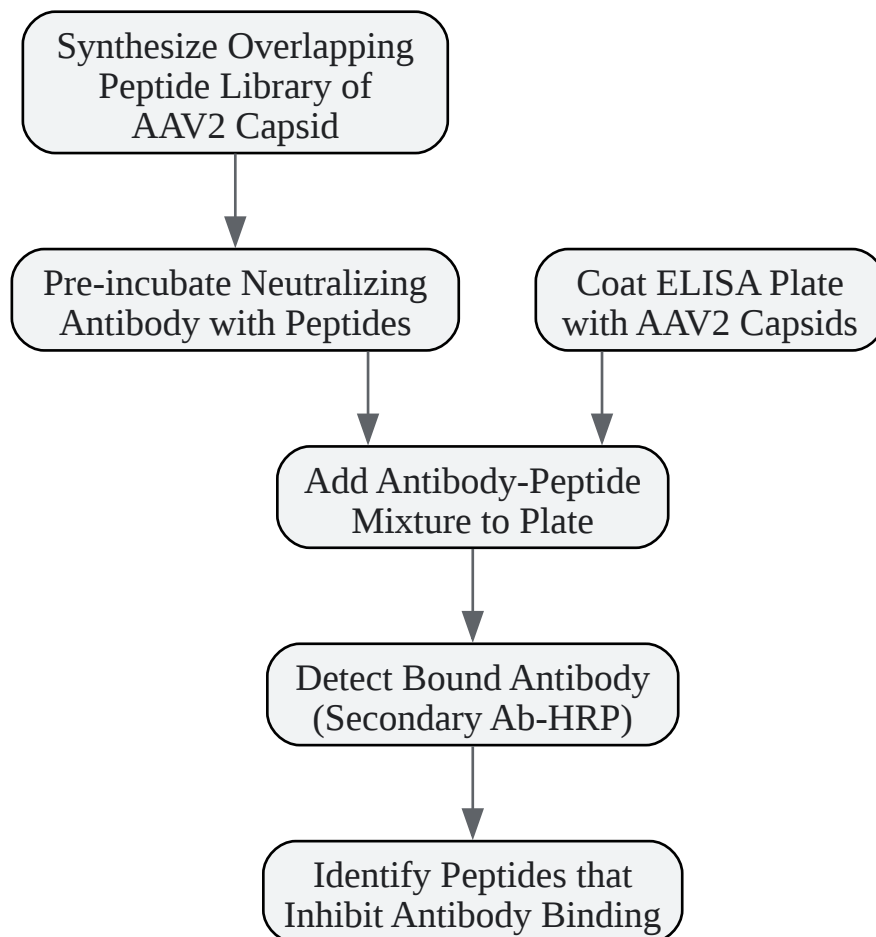 Synthesize Overlapping
Peptide Library of
AAV2 Capsid
Pre-incubate Neutralizing
Antibody with Peptides
Coat ELISA Plate
with AAV2 Capsids
Add Antibody-Peptide
Mixture to Plate
Detect Bound Antibody
(Secondary Ab-HRP)
Identify Peptides that
Inhibit Antibody Binding